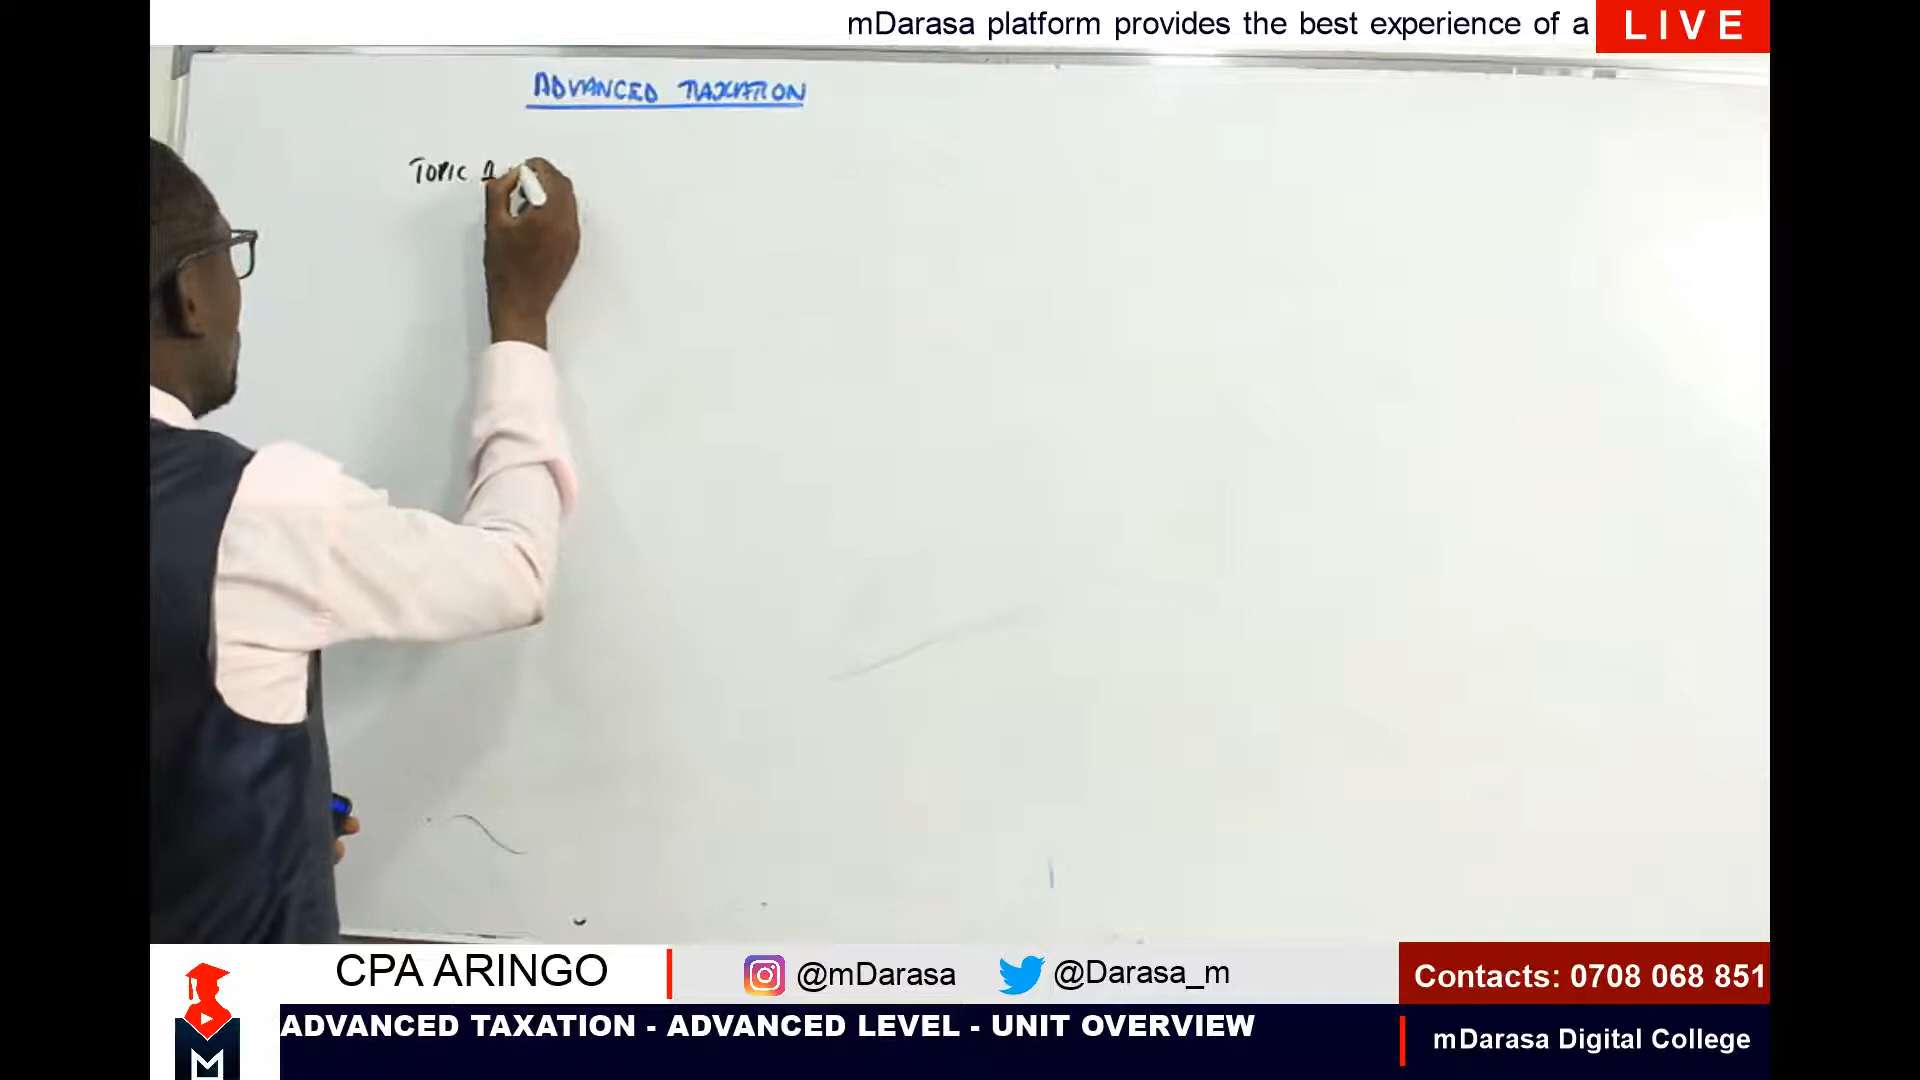 mDarasa platform provides the best experience of a
LIVE
ADVANCED TAXATION
TOPIC 1
CPA ARINGO
@mDarasa
@Darasa_m
Contacts: 0708 068 851
M
ADVANCED TAXATION - ADVANCED LEVEL - UNIT OVERVIEW
mDarasa Digital College